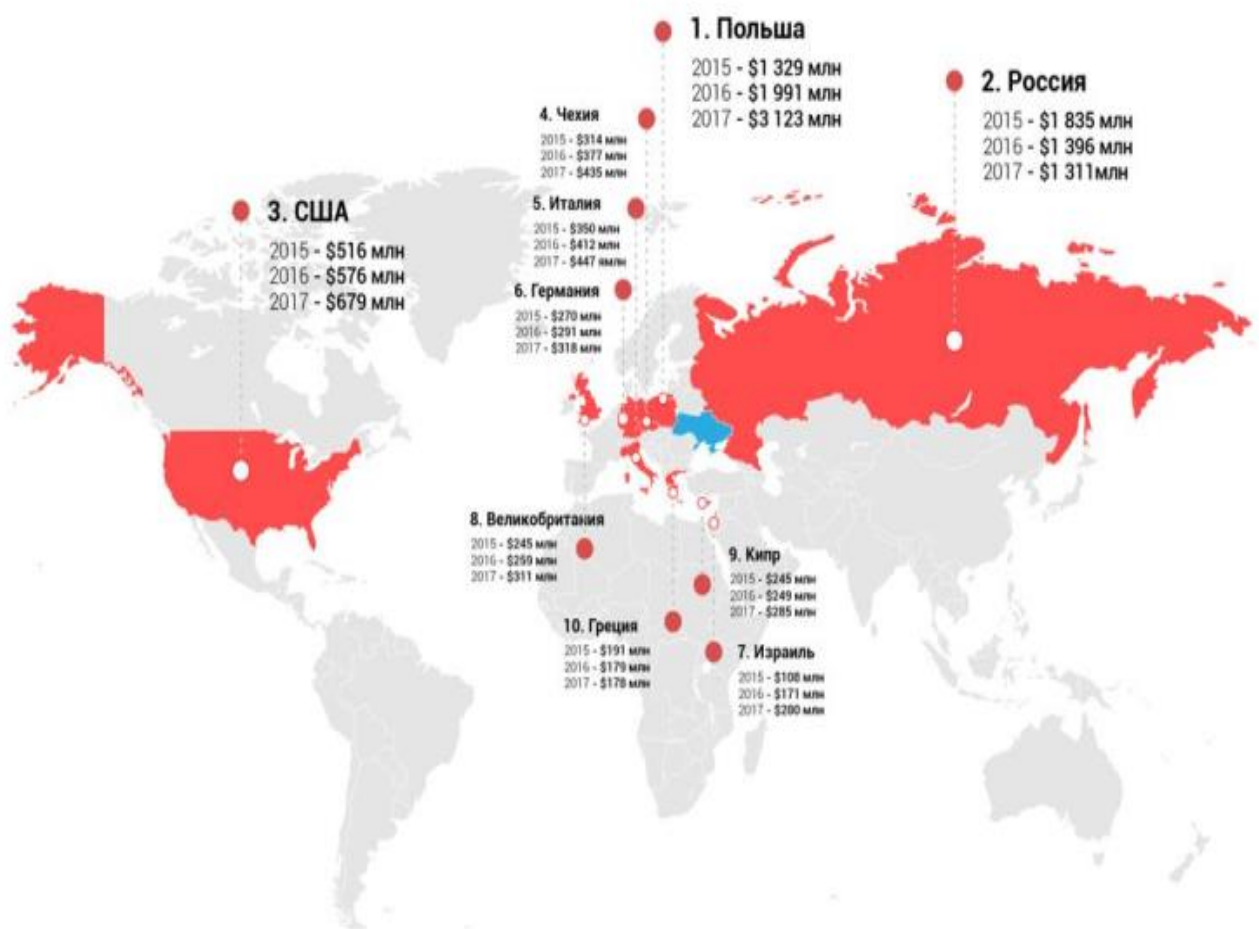 1. Польша
2015 - $1 329 млн
2016 - $1 991 млн
2017 - $3 123 млн
2. Россия
2015 - $1 835 млн
2016 - $1 396 млн
2017 - $1 311млн
3. США
2015 - $516 млн
2016 - $576 млн
2017 - $679 млн
4. Чехия
2015 - $314 млн
2016 - $377 млн
2017 - $435 млн
5. Италия
2015 - $350 млн
2016 - $412 млн
2017 - $447 ямлн
6. Германия
2015 - $270 млн
2016 - $291 млн
2017 - $318 млн
8. Великобритания
2015 - $245 млн
2016 - $259 млн
2017 - $311 млн
9. Кипр
2015 - $245 млн
2016 - $249 млн
2017 - $285 млн
10. Греция
2015 - $191 млн
2016 - $179 млн
2017 - $178 млн
7. Израиль
2015 - $108 млн
2016 - $171 млн
2017 - $280 млн